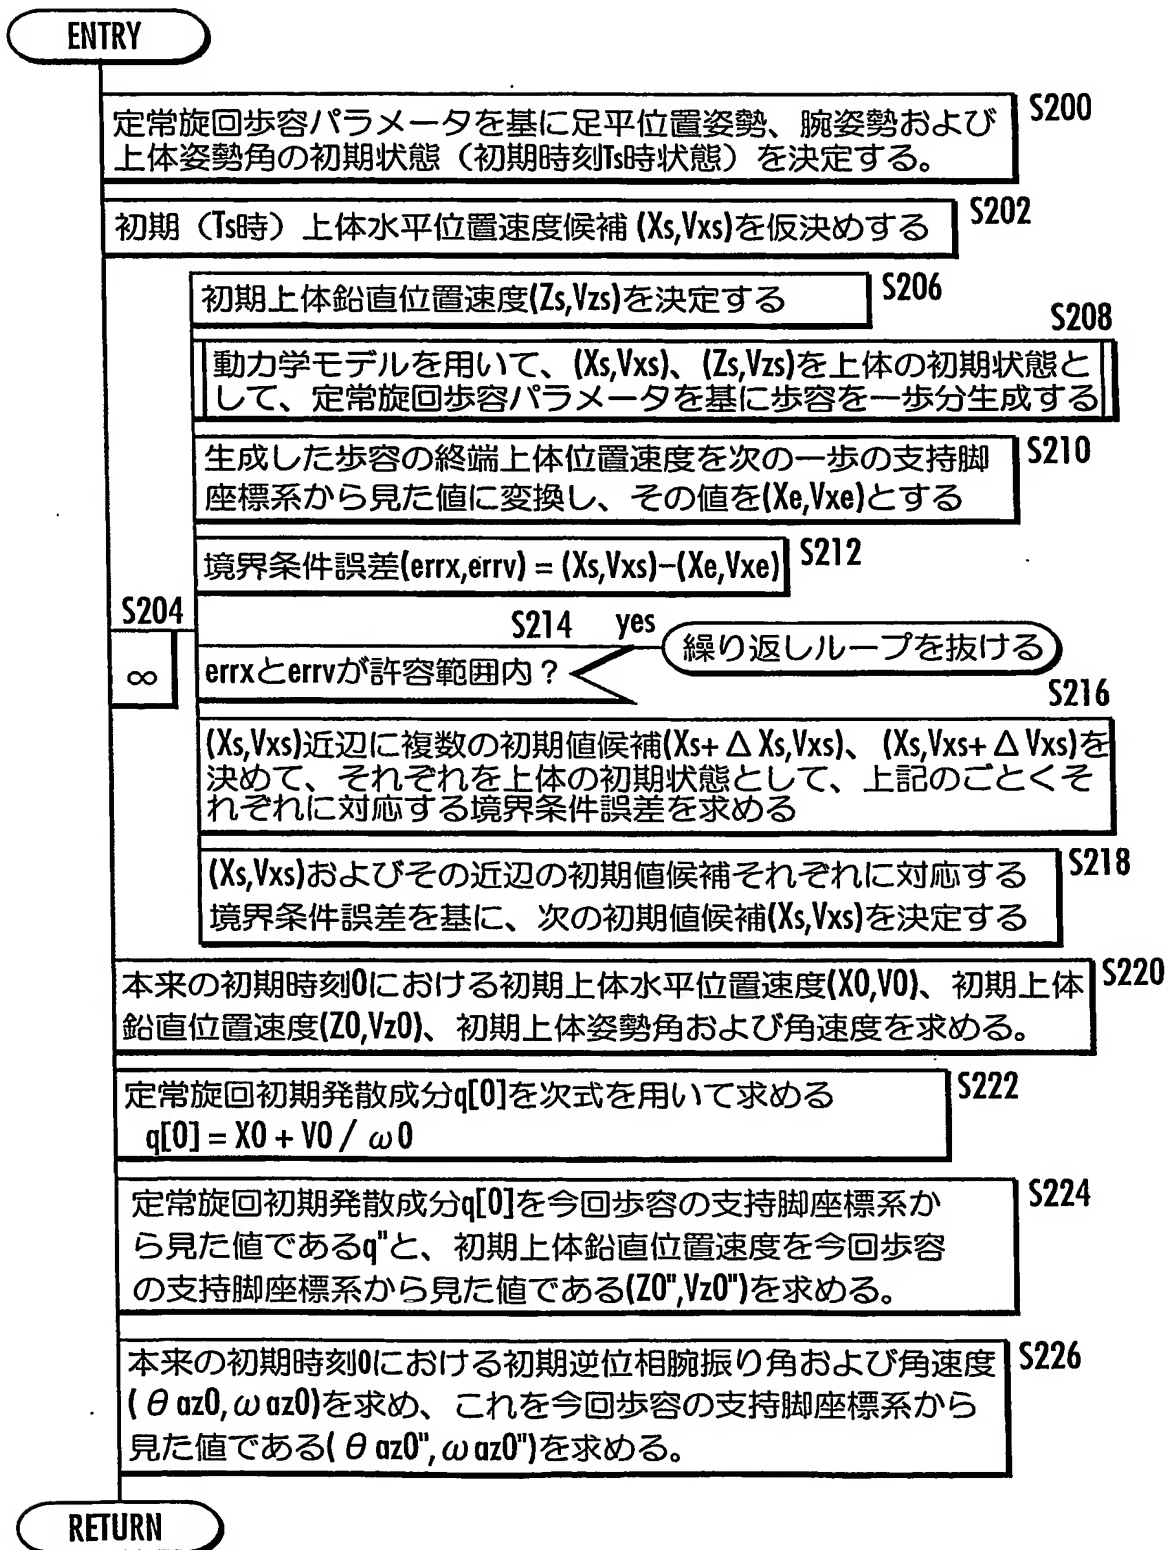 ENTRY
定常旋回歩容パラメータを基に足平位置姿勢、腕姿勢および
上体姿勢角の初期状態（初期時刻Ts時状態）を決定する。
S200
初期（Ts時）上体水平位置速度候補 (Xs,Vxs)を仮決めする
S202
初期上体鉛直位置速度(Zs,Vzs)を決定する
S206
S208
動力学モデルを用いて、(Xs,Vxs)、(Zs,Vzs)を上体の初期状態と
して、定常旋回歩容パラメータを基に歩容を一歩分生成する
生成した歩容の終端上体位置速度を次の一歩の支持脚
座標系から見た値に変換し、その値を(Xe,Vxe)とする
S210
境界条件誤差(errx,errv) = (Xs,Vxs)−(Xe,Vxe)
S212
S204
∞
S214
yes
errxとerrvが許容範囲内？
繰り返しループを抜ける
S216
(Xs,Vxs)近辺に複数の初期値候補(Xs+ΔXs,Vxs)、(Xs,Vxs+ΔVxs)を
決めて、それぞれを上体の初期状態として、上記のごとくそ
れぞれに対応する境界条件誤差を求める
(Xs,Vxs)およびその近辺の初期値候補それぞれに対応する
境界条件誤差を基に、次の初期値候補(Xs,Vxs)を決定する
S218
本来の初期時刻0における初期上体水平位置速度(X0,V0)、初期上体
鉛直位置速度(Z0,Vz0)、初期上体姿勢角および角速度を求める。
S220
定常旋回初期発散成分q[0]を次式を用いて求める
q[0] = X0 + V0 / ω0
S222
定常旋回初期発散成分q[0]を今回歩容の支持脚座標系か
ら見た値であるq"と、初期上体鉛直位置速度を今回歩容
の支持脚座標系から見た値である(Z0",Vz0")を求める。
S224
本来の初期時刻0における初期逆位相腕振り角および角速度
(θaz0,ωaz0)を求め、これを今回歩容の支持脚座標系から
見た値である(θaz0",ωaz0")を求める。
S226
RETURN